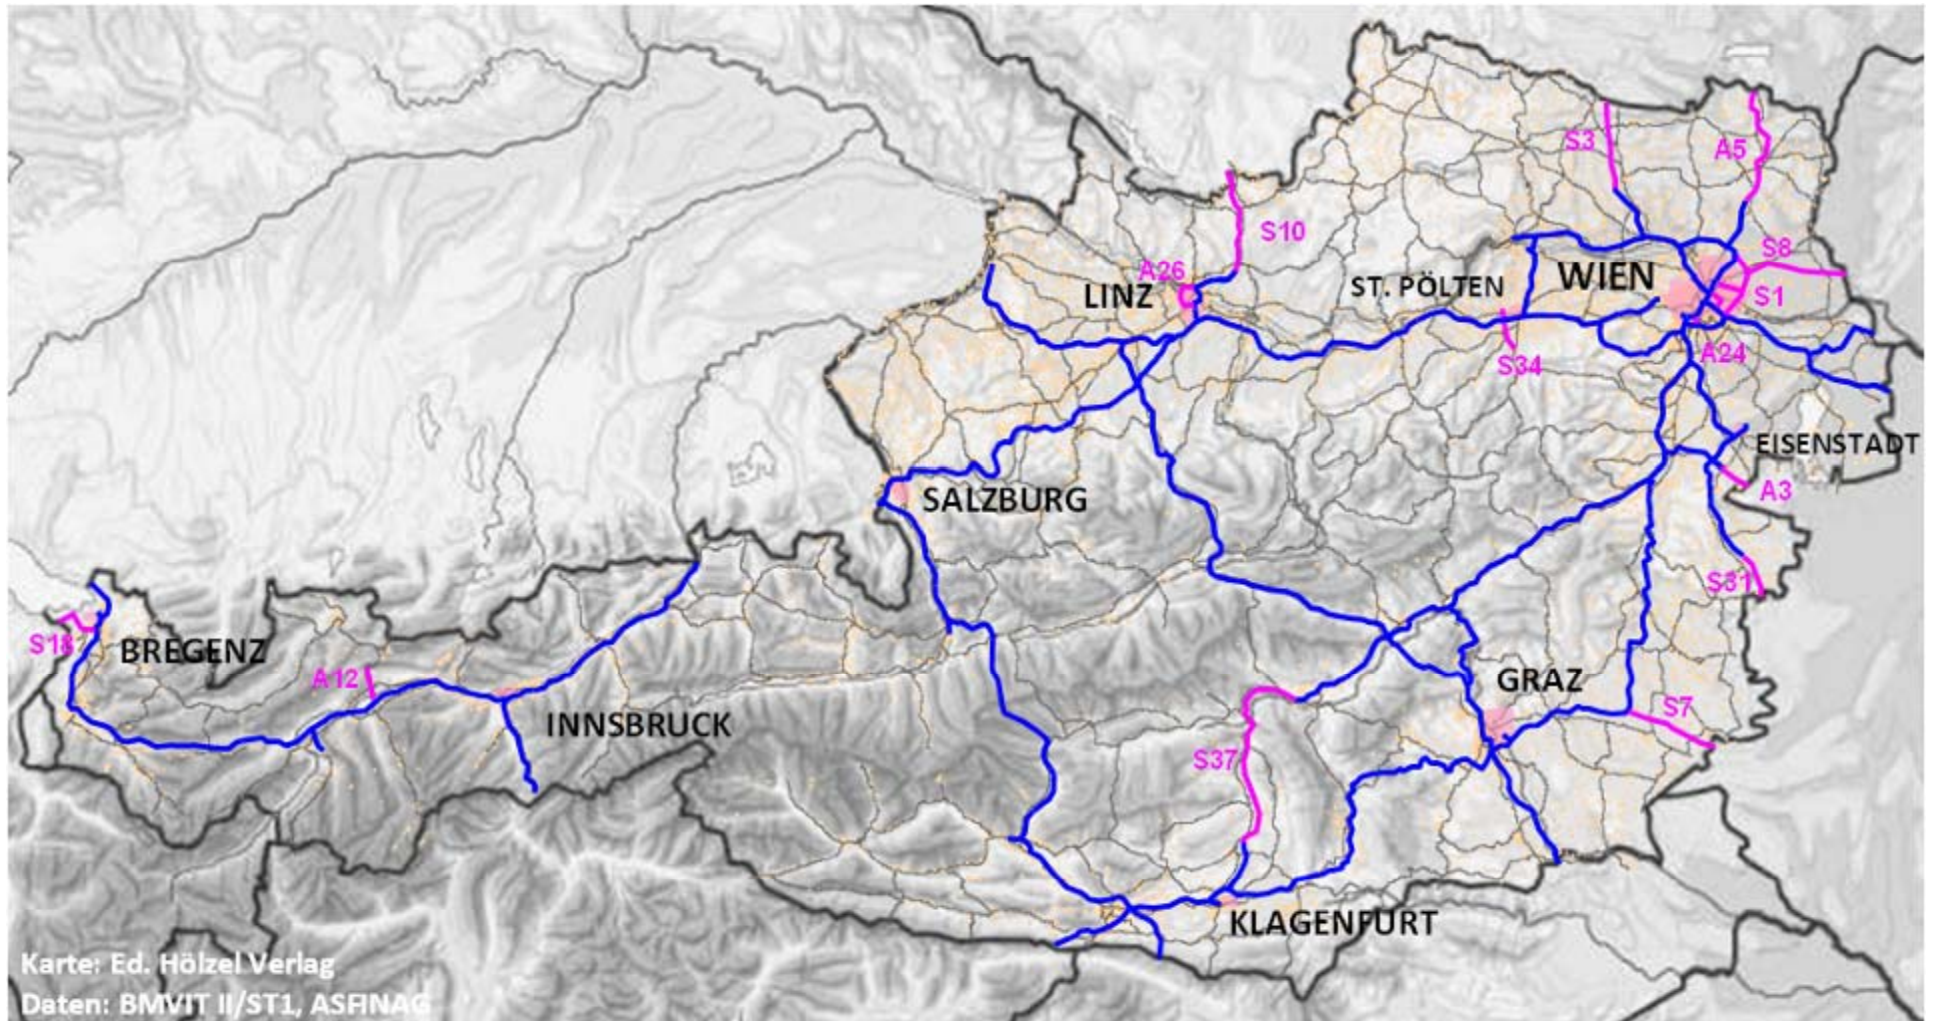 S3
A5
S10
S8
A26
WIEN
LINZ
ST. PÖLTEN
S1
S34
A24
EISENSTADT
SALZBURG
A3
S31
S18
BREGENZ
A12
GRAZ
INNSBRUCK
S7
S37
KLAGENFURT
Karte: Ed. Hölzel Verlag
Daten: BMVIT II/ST1, ASFINAG